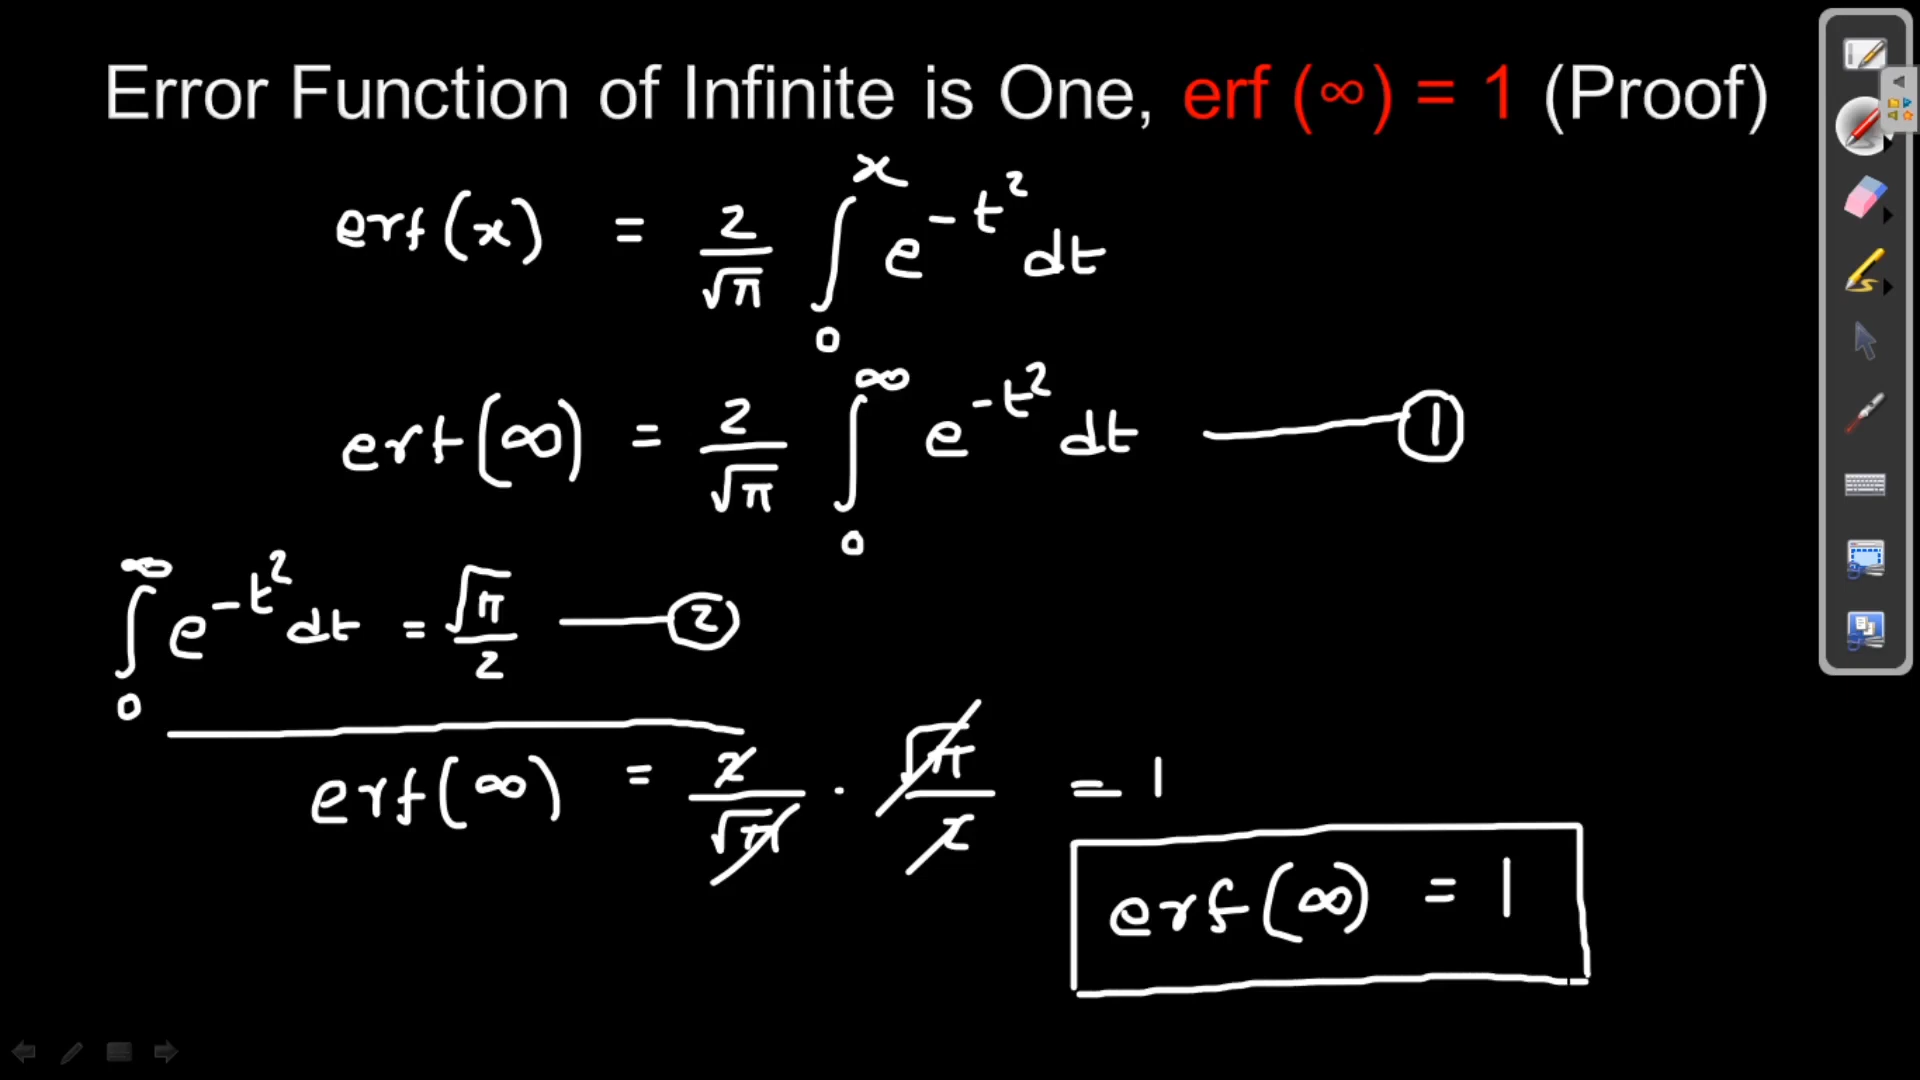 Error Function of Infinite is One, erf (∞) = 1 (Proof)
erf(x) = 2/√π ∫₀ˣ e^-t² dt
erf(∞) = 2/√π ∫₀^∞ e^-t² dt —— ①
∫₀^∞ e^-t² dt = √π/2 —— ②
erf(∞) = 2/√π · √π/2 = 1
erf(∞) = 1